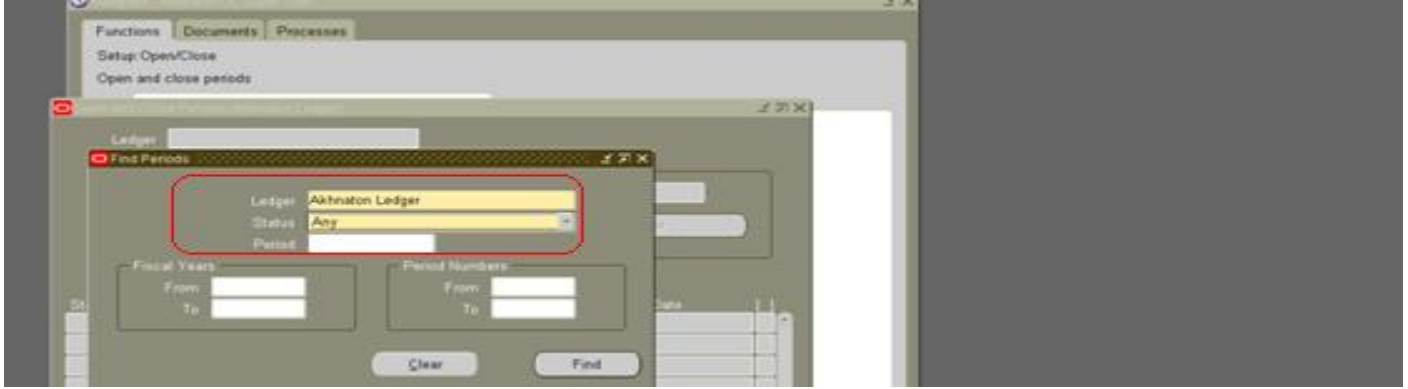 Functions Documents Processes
Setup: Open/Close
Open and close periods
Ledger
Find Periods
Ledger Akhnaton Ledger
Status Any
Period
Fiscal Years Period Numbers
From From
To To
Date
Clear Find